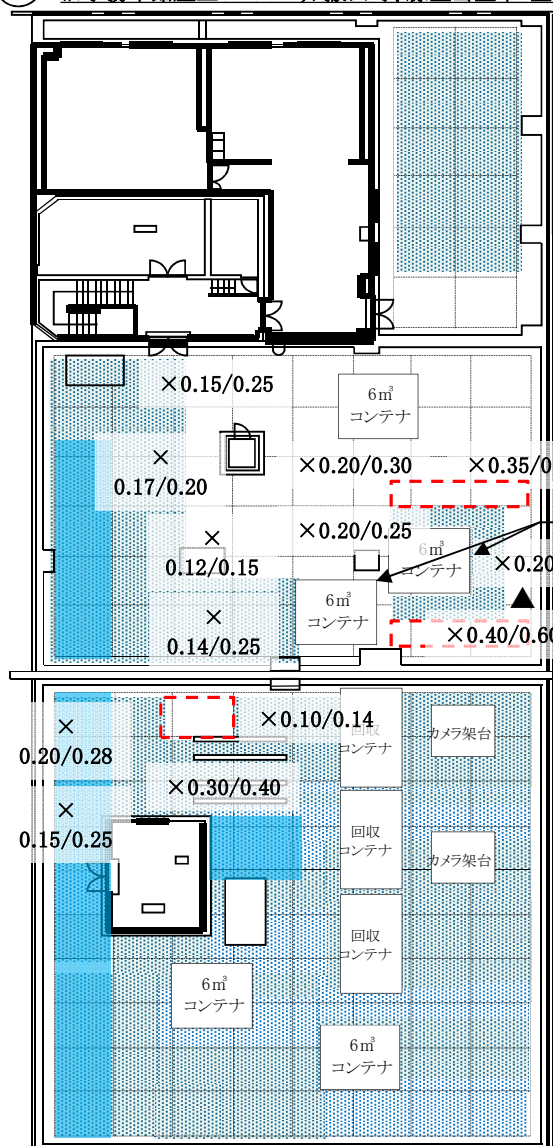 ×0.15/0.25
6㎥
コンテナ
×
0.17/0.20
×0.20/0.30
×0.35/0
×
0.12/0.15
×0.20/0.25
6㎥
コンテナ
×0.20
6㎥
コンテナ
×
0.14/0.25
×0.40/0.60
×
0.20/0.28
×0.10/0.14
回収
コンテナ
カメラ架台
×0.30/0.40
×
0.15/0.25
回収
コンテナ
カメラ架台
回収
コンテナ
6㎥
コンテナ
6㎥
コンテナ